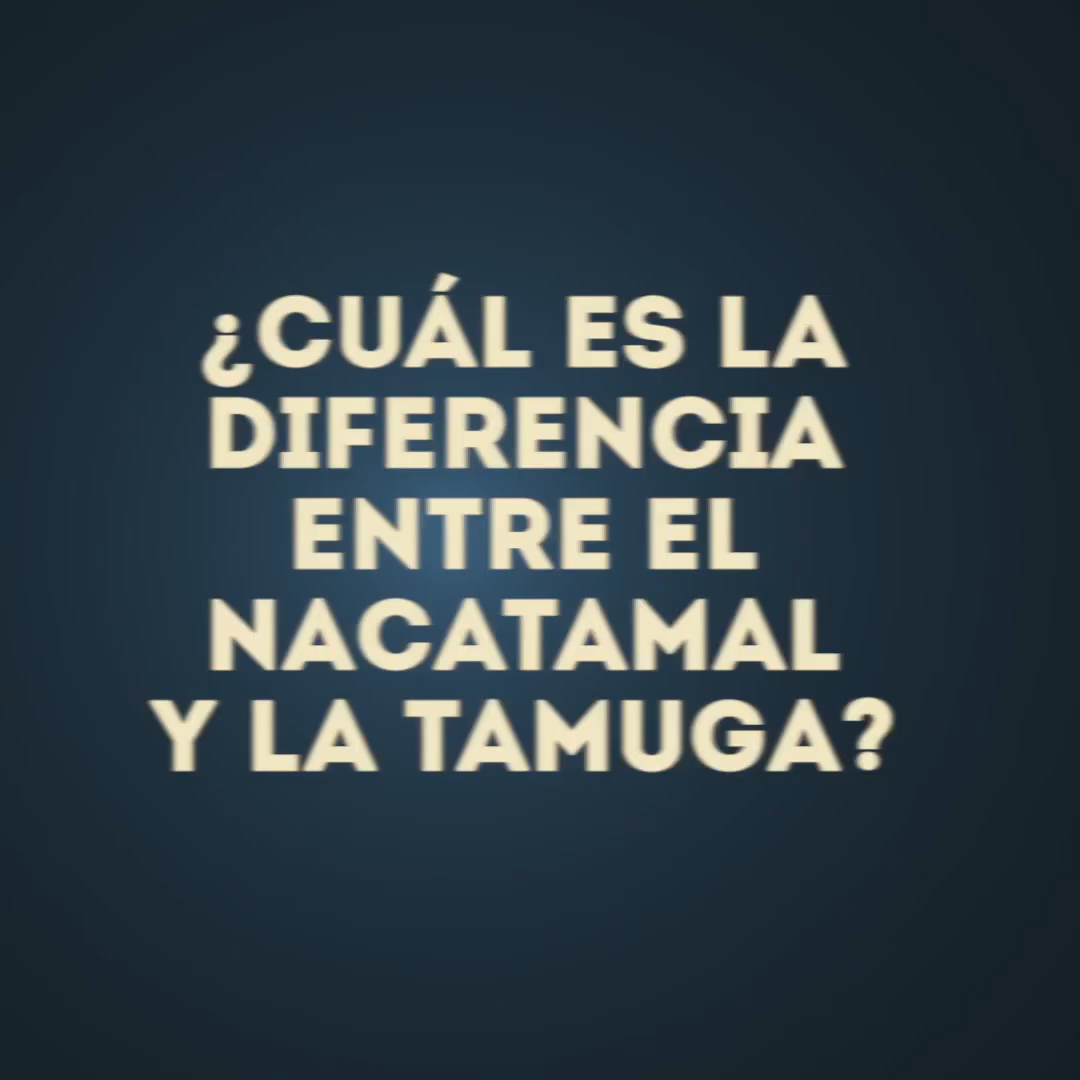 ¿CUÁL ES LA
DIFERENCIA
ENTRE EL
NACATAMAL
Y LA TAMUGA?